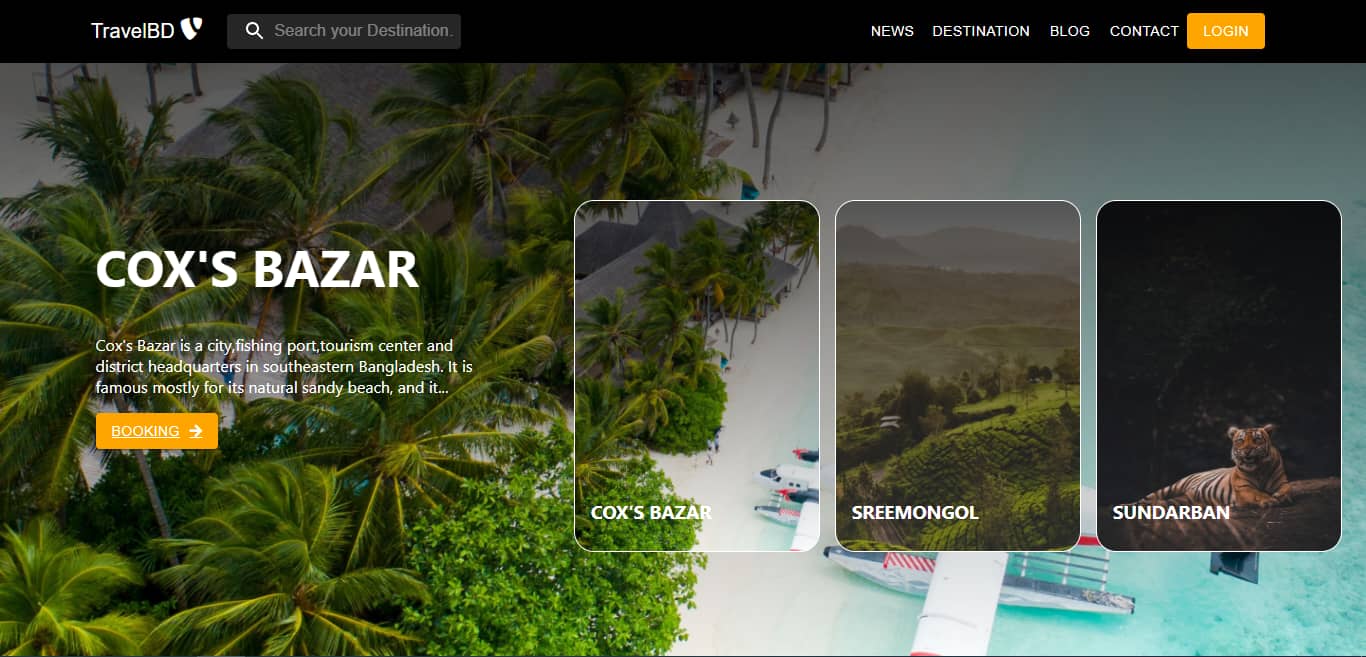 TravelBD
Search your Destination.
NEWS
DESTINATION
BLOG
CONTACT
LOGIN
COX'S BAZAR
Cox's Bazar is a city,fishing port,tourism center and
district headquarters in southeastern Bangladesh. It is
famous mostly for its natural sandy beach, and it...
BOOKING
COX'S BAZAR
SREEMONGOL
SUNDARBAN